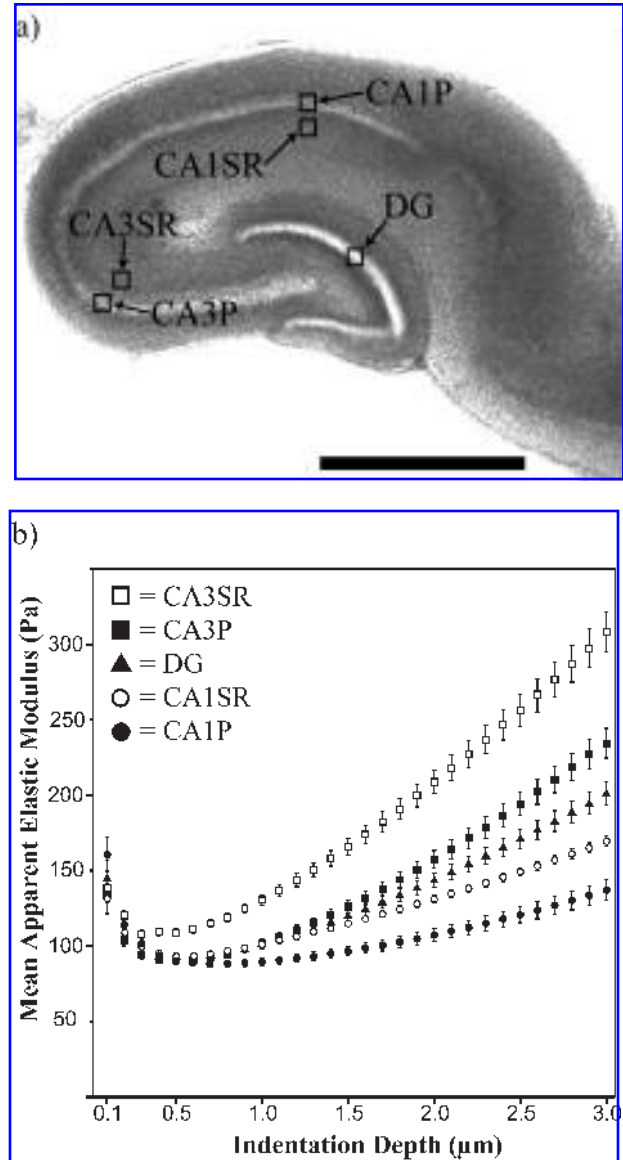 a)
CA1P
CA1SR
DG
CA3SR
CA3P
b)
Mean Apparent Elastic Modulus (Pa)
= CA3SR
= CA3P
= DG
= CA1SR
= CA1P
300
250
200
150
100
50
0.1 0.5 1.0 1.5 2.0 2.5 3.0
Indentation Depth (µm)